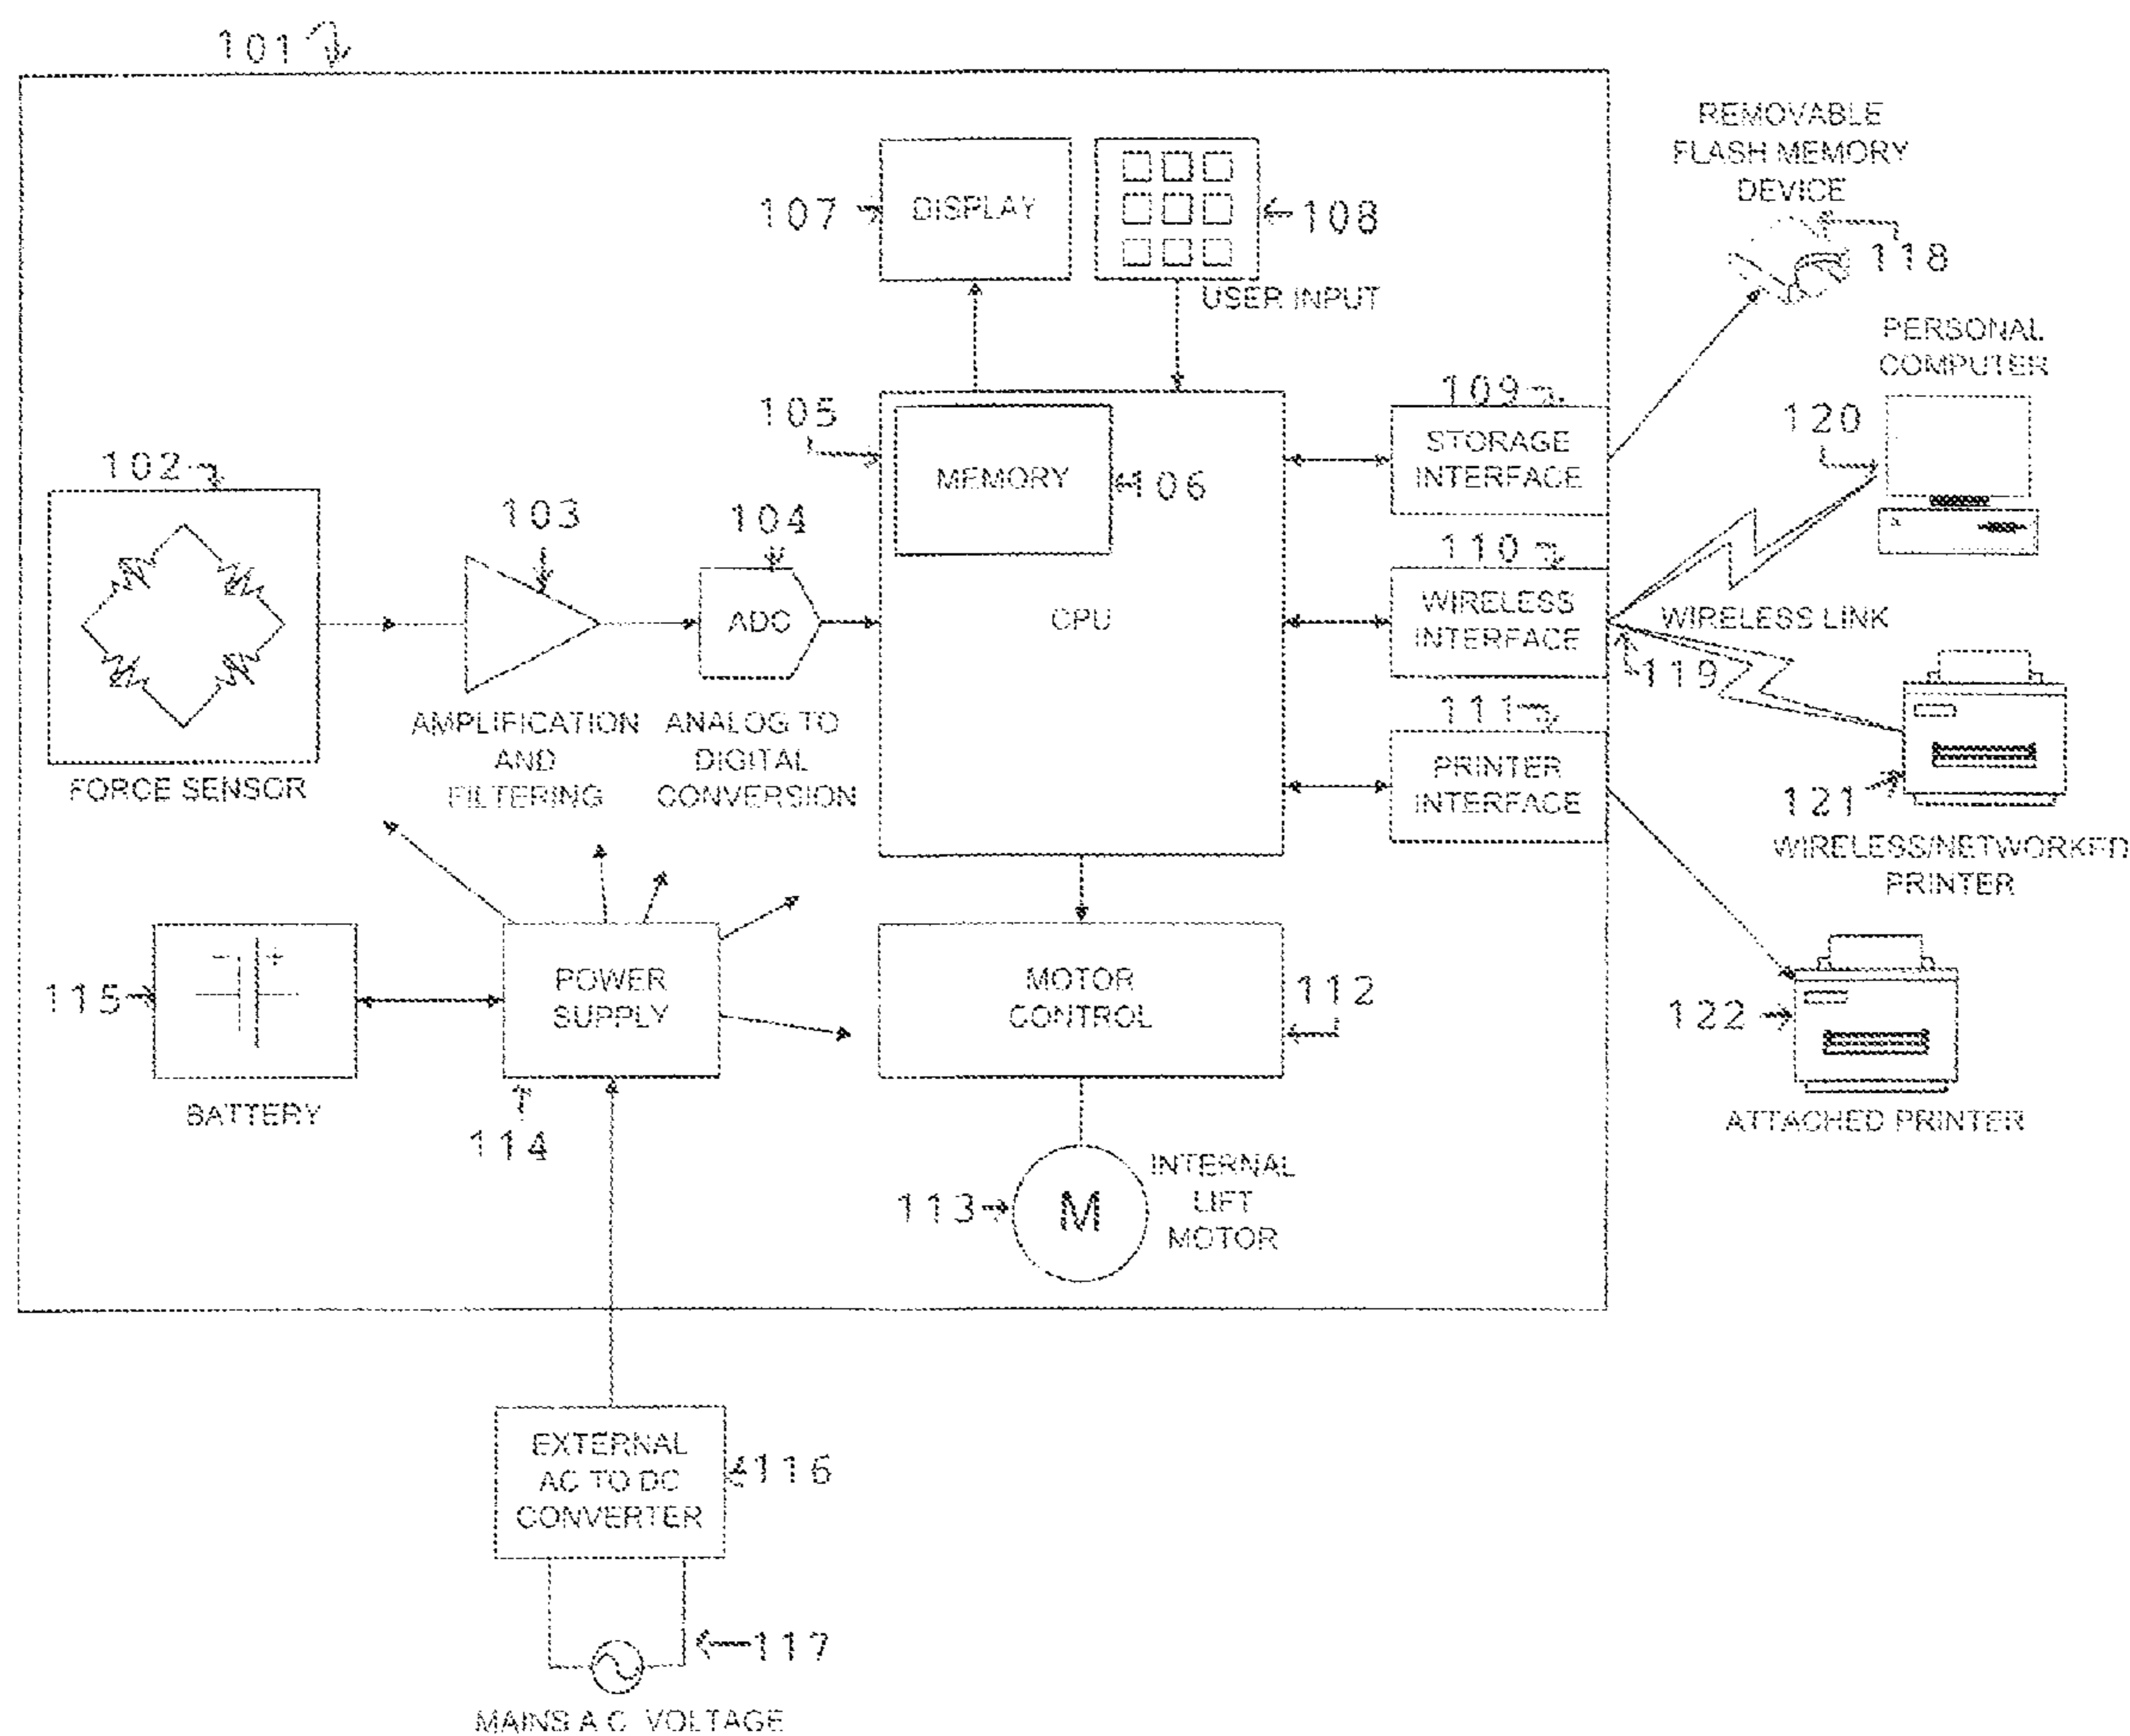 101
REMOVABLE
FLASH MEMORY
DEVICE
118
107
DISPLAY
108
USER INPUT
PERSONAL
COMPUTER
120
105
MEMORY
106
CPU
109
STORAGE
INTERFACE
110
WIRELESS
INTERFACE
WIRELESS LINK
119
111
PRINTER
INTERFACE
102
FORCE SENSOR
103
AMPLIFICATION
AND
FILTERING
104
ADC
ANALOG TO
DIGITAL
CONVERSION
121
WIRELESS/NETWORKED
PRINTER
115
- +
BATTERY
POWER
SUPPLY
114
MOTOR
CONTROL
112
122
ATTACHED PRINTER
113
M
INTERNAL
LIFT
MOTOR
EXTERNAL
AC TO DC
CONVERTER
116
117
MAINS A C VOLTAGE